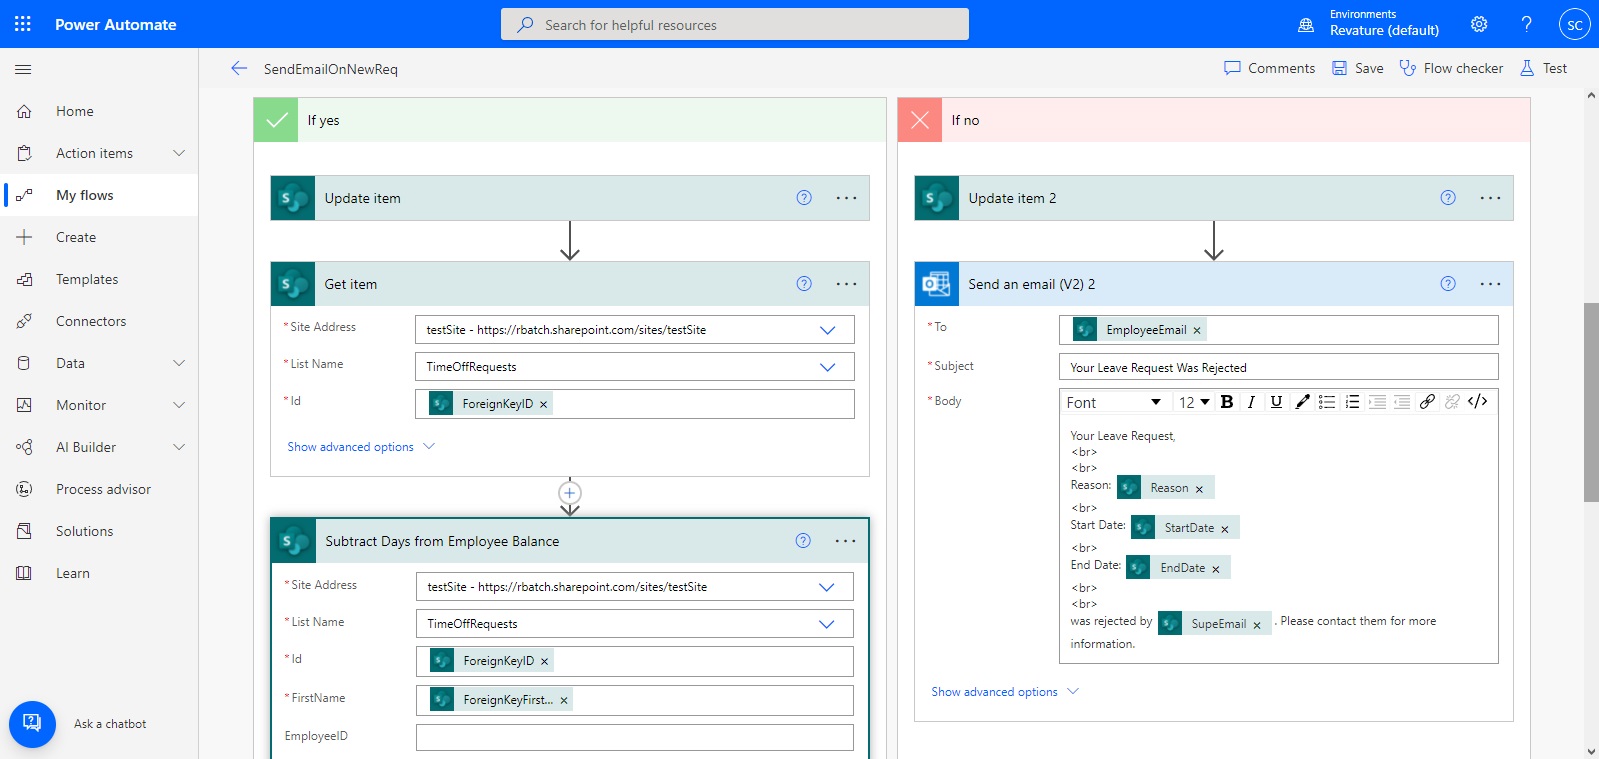 Power Automate
Search for helpful resources
Environments
Revature (default)
?
SC
SendEmailOnNewReq
Comments
Save
Flow checker
Test
Home
Action items
My flows
Create
Templates
Connectors
Data
Monitor
AI Builder
Process advisor
Solutions
Learn
Ask a chatbot
If yes
Update item
Get item
* Site Address
testSite - https://rbatch.sharepoint.com/sites/testSite
* List Name
TimeOffRequests
* Id
ForeignKeyID ×
Show advanced options
Subtract Days from Employee Balance
* Site Address
testSite - https://rbatch.sharepoint.com/sites/testSite
* List Name
TimeOffRequests
* Id
ForeignKeyID ×
* FirstName
ForeignKeyFirst... ×
EmployeeID
If no
Update item 2
Send an email (V2) 2
* To
EmployeeEmail ×
* Subject
Your Leave Request Was Rejected
* Body
Font 12 B I U </>
Your Leave Request,
<br>
<br>
Reason: Reason ×
<br>
Start Date: StartDate ×
<br>
End Date: EndDate ×
<br>
<br>
was rejected by SupeEmail × . Please contact them for more
information.
Show advanced options